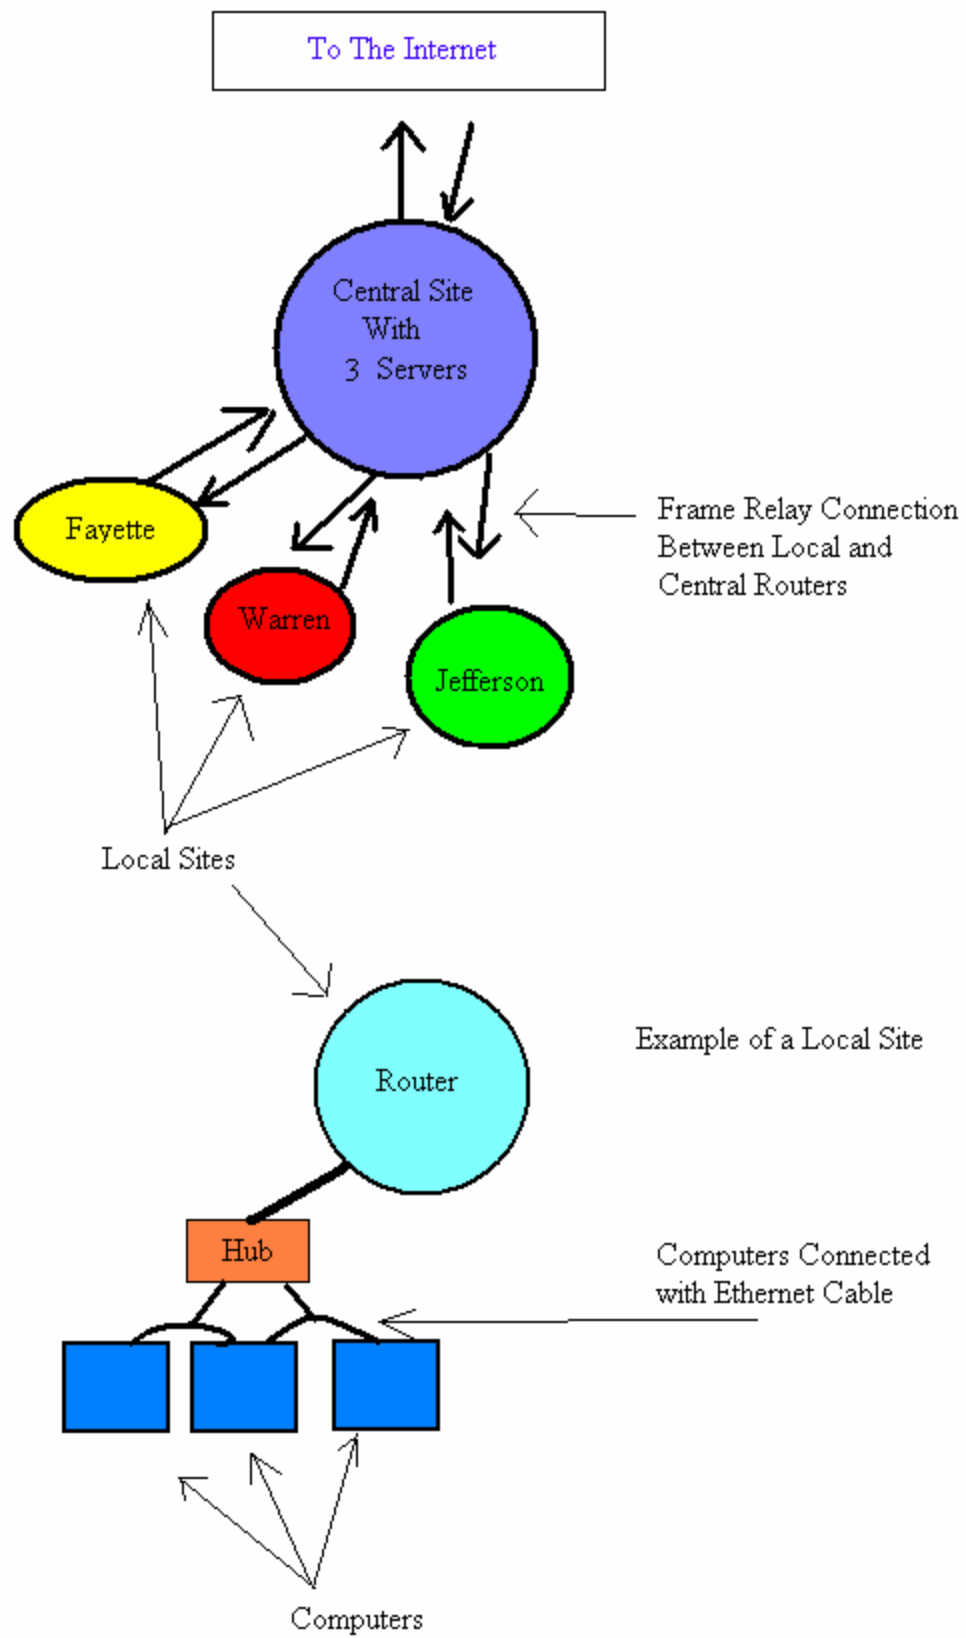 To The Internet
Central Site
With
3 Servers
Fayette
Warren
Jefferson
Frame Relay Connection
Between Local and
Central Routers
Local Sites
Router
Example of a Local Site
Hub
Computers Connected
with Ethernet Cable
Computers